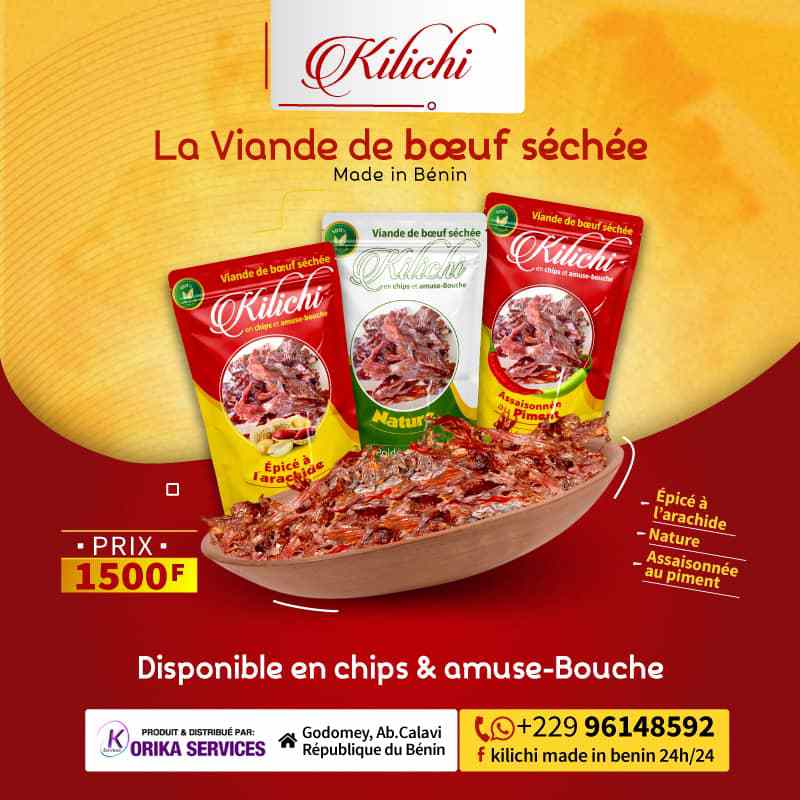 Kilichi
La Viande de bœuf séchée
Made in Bénin
Viande de bœuf séchée
Kilichi
en chips et amuse-bouche
Épicé à
l'arachide
Viande de bœuf séchée
Kilichi
en chips et amuse-Bouche
Nature
Viande de bœuf séchée
Kilichi
en chips et amuse-bouche
Assaisonnée
au Piment
PRIX
1500F
Épicé à
l'arachide
Nature
Assaisonnée
au piment
Disponible en chips & amuse-Bouche
K
PRODUIT & DISTRIBUÉ PAR:
ORIKA SERVICES
Godomey, Ab.Calavi
République du Bénin
+229 96148592
f kilichi made in benin 24h/24